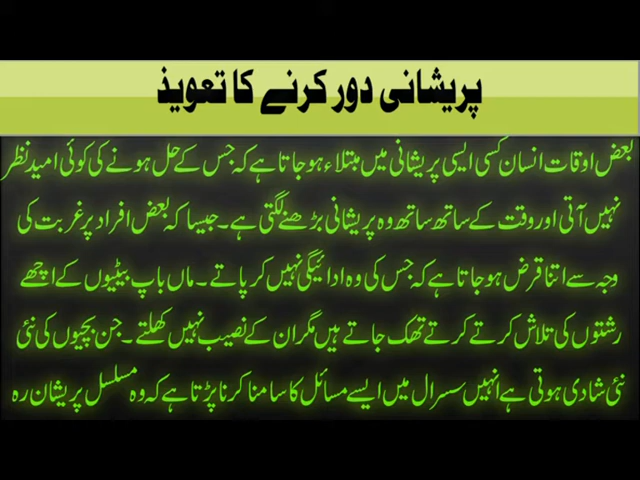 پریشانی دور کرنے کا تعویذ
بعض اوقات انسان کسی ایسی پریشانی میں مبتلاء ہو جاتا ہے کہ جس کے حل ہونے کی کوئی امید نظر
نہیں آتی اور وقت کے ساتھ ساتھ وہ پریشانی بڑھنے لگتی ہے۔ جیسا کہ بعض افراد پر غربت کی
وجہ سے اتنا قرض ہو جاتا ہے کہ جس کی وہ ادائیگی نہیں کر پاتے۔ ماں باپ بیٹیوں کے اچھے
رشتوں کی تلاش کرتے کرتے تھک جاتے ہیں مگر ان کے نصیب نہیں کھلتے۔ جن بچیوں کی نئی
نئی شادی ہوتی ہے انہیں سسرال میں ایسے مسائل کا سامنا کرنا پڑتا ہے کہ وہ مسلسل پریشان رہ